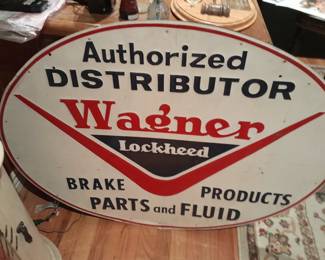 Authorized
DISTRIBUTOR
Wagner
Lockheed
BRAKE PRODUCTS
PARTS and FLUID